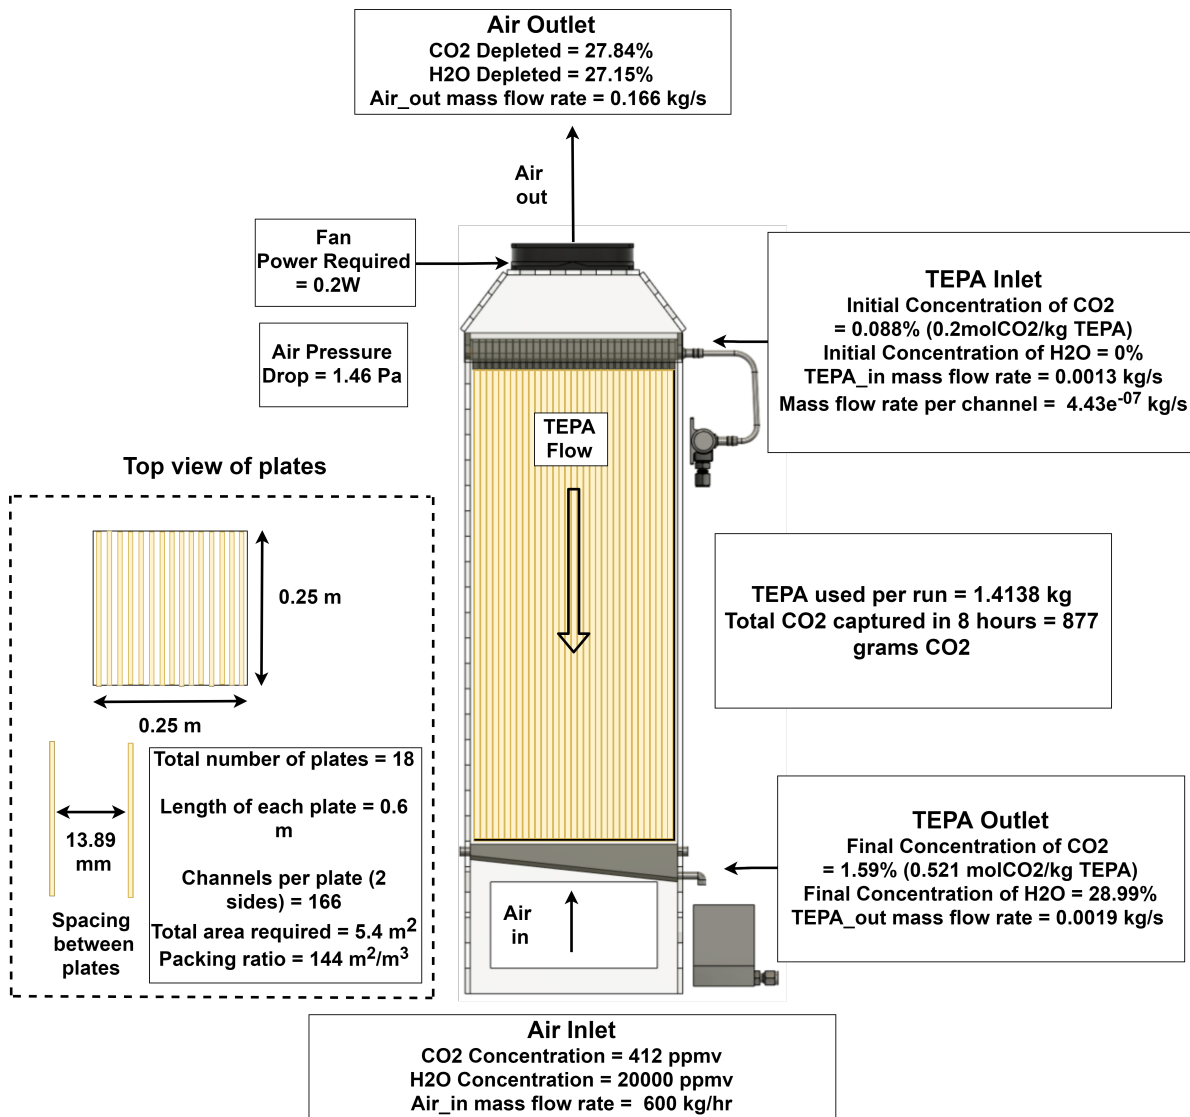 Air Outlet
CO2 Depleted = 27.84%
H2O Depleted = 27.15%
Air_out mass flow rate = 0.166 kg/s
Air
out
Fan
Power Required
= 0.2W
Air Pressure
Drop = 1.46 Pa
TEPA Inlet
Initial Concentration of CO2
= 0.088% (0.2molCO2/kg TEPA)
Initial Concentration of H2O = 0%
TEPA_in mass flow rate = 0.0013 kg/s
Mass flow rate per channel = 4.43e-07 kg/s
TEPA
Flow
Top view of plates
0.25 m
0.25 m
13.89
mm
Spacing
between
plates
Total number of plates = 18
Length of each plate = 0.6
m
Channels per plate (2
sides) = 166
Total area required = 5.4 m2
Packing ratio = 144 m2/m3
TEPA used per run = 1.4138 kg
Total CO2 captured in 8 hours = 877
grams CO2
TEPA Outlet
Final Concentration of CO2
= 1.59% (0.521 molCO2/kg TEPA)
Final Concentration of H2O = 28.99%
TEPA_out mass flow rate = 0.0019 kg/s
Air
in
Air Inlet
CO2 Concentration = 412 ppmv
H2O Concentration = 20000 ppmv
Air_in mass flow rate = 600 kg/hr